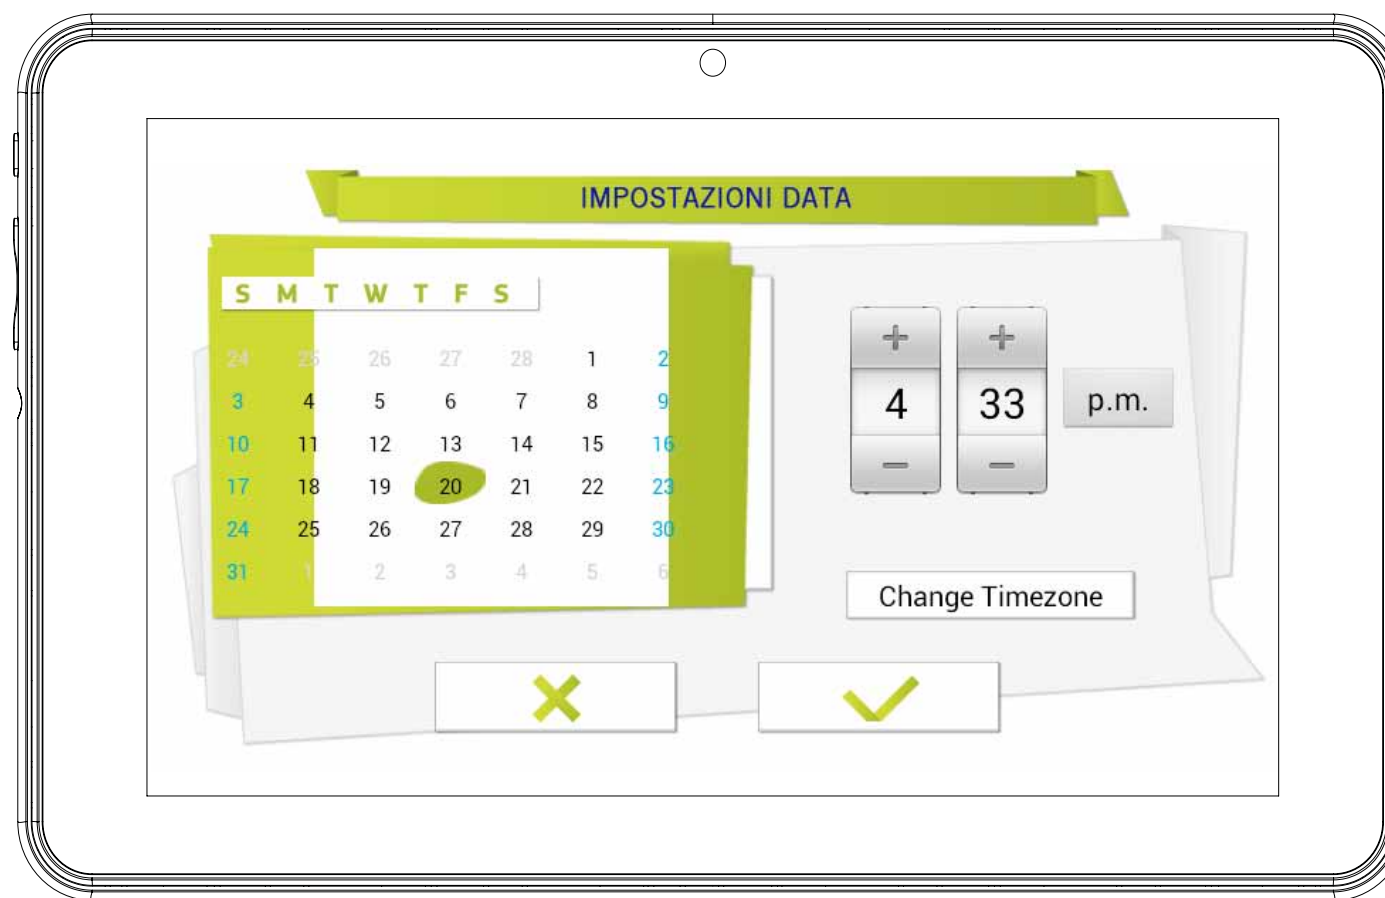 IMPOSTAZIONI DATA
S M T W T F S
24 25 26 27 28 1 2
3 4 5 6 7 8 9
10 11 12 13 14 15 16
17 18 19 20 21 22 23
24 25 26 27 28 29 30
31 1 2 3 4 5 6
+ +
4 33 p.m.
− −
Change Timezone